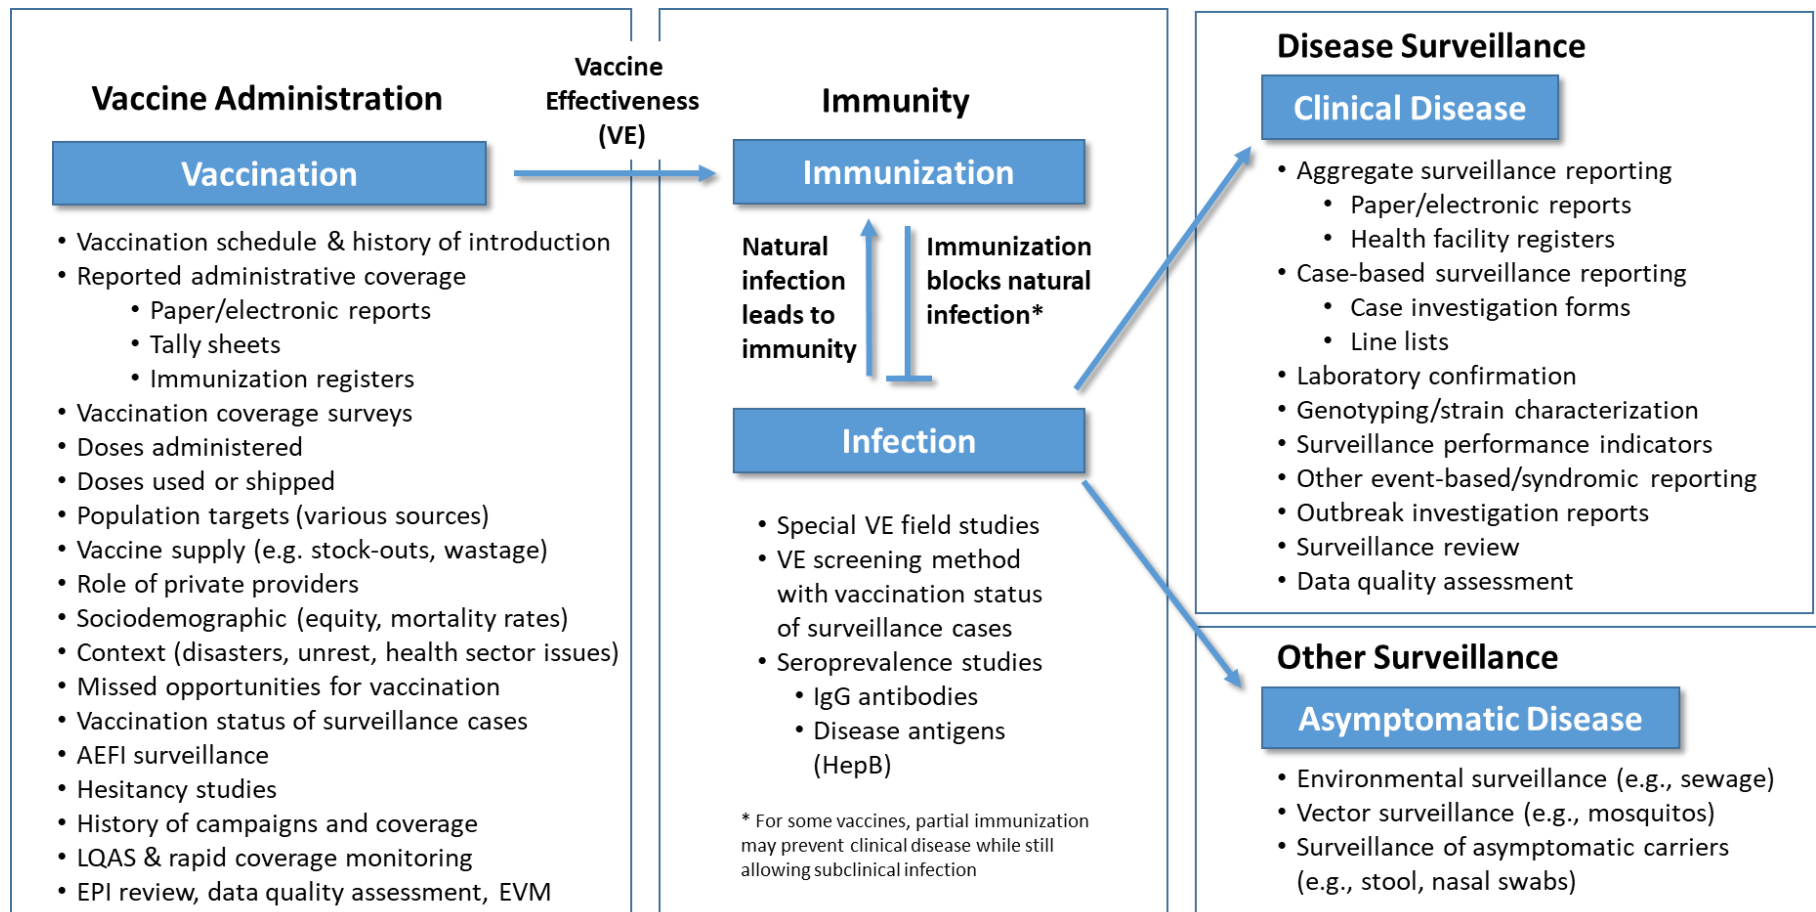 Vaccine Administration
Vaccination
• Vaccination schedule & history of introduction
• Reported administrative coverage
• Paper/electronic reports
• Tally sheets
• Immunization registers
• Vaccination coverage surveys
• Doses administered
• Doses used or shipped
• Population targets (various sources)
• Vaccine supply (e.g. stock-outs, wastage)
• Role of private providers
• Sociodemographic (equity, mortality rates)
• Context (disasters, unrest, health sector issues)
• Missed opportunities for vaccination
• Vaccination status of surveillance cases
• AEFI surveillance
• Hesitancy studies
• History of campaigns and coverage
• LQAS & rapid coverage monitoring
• EPI review, data quality assessment, EVM
Vaccine
Effectiveness
(VE)
Immunity
Immunization
Natural
infection
leads to
immunity
Immunization
blocks natural
infection*
Infection
• Special VE field studies
• VE screening method
with vaccination status
of surveillance cases
• Seroprevalence studies
• IgG antibodies
• Disease antigens
(HepB)
* For some vaccines, partial immunization
may prevent clinical disease while still
allowing subclinical infection
Disease Surveillance
Clinical Disease
• Aggregate surveillance reporting
• Paper/electronic reports
• Health facility registers
• Case-based surveillance reporting
• Case investigation forms
• Line lists
• Laboratory confirmation
• Genotyping/strain characterization
• Surveillance performance indicators
• Other event-based/syndromic reporting
• Outbreak investigation reports
• Surveillance review
• Data quality assessment
Other Surveillance
Asymptomatic Disease
• Environmental surveillance (e.g., sewage)
• Vector surveillance (e.g., mosquitos)
• Surveillance of asymptomatic carriers
(e.g., stool, nasal swabs)